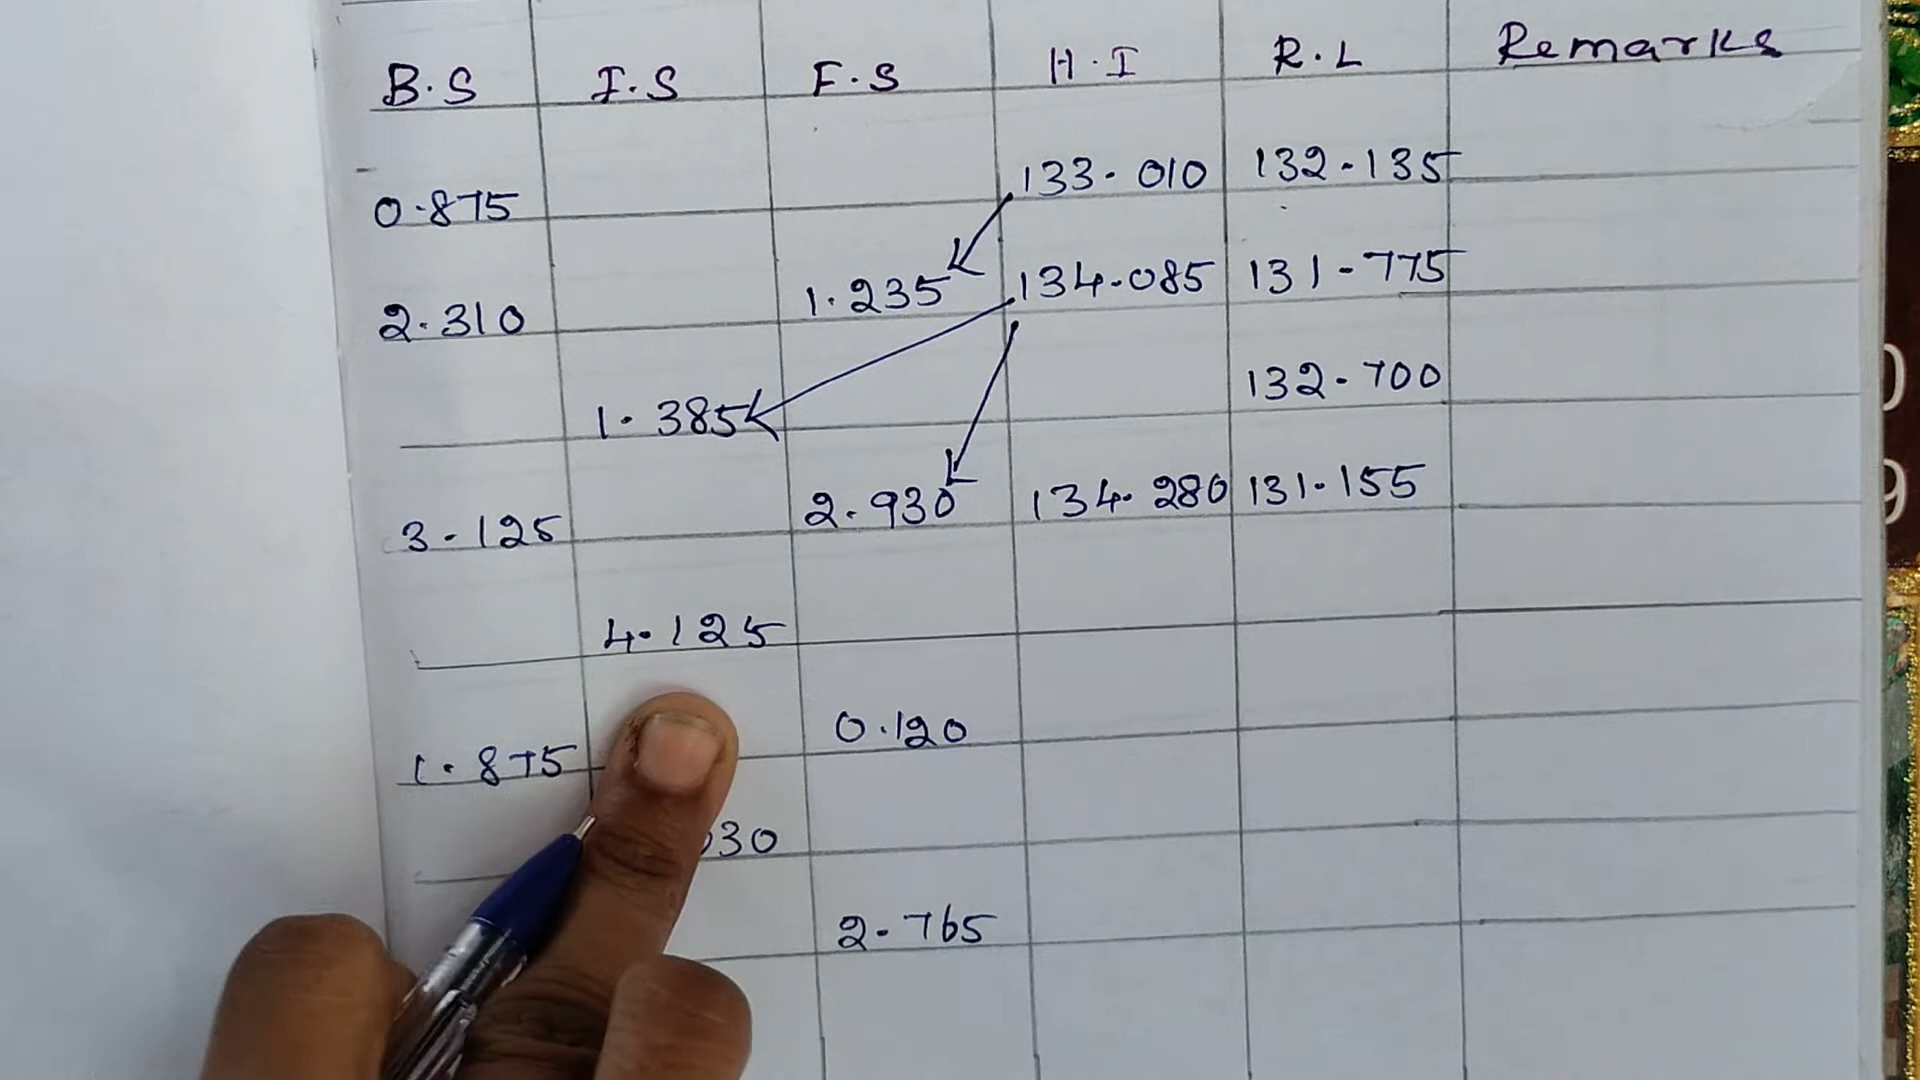 B.S I.S F.S H.I R.L Remarks
0.875 133.010 132.135
2.310 1.235 134.085 131.775
1.385 132.700
3.125 2.930 134.280 131.155
4.125
1.875 0.120
30
2.765